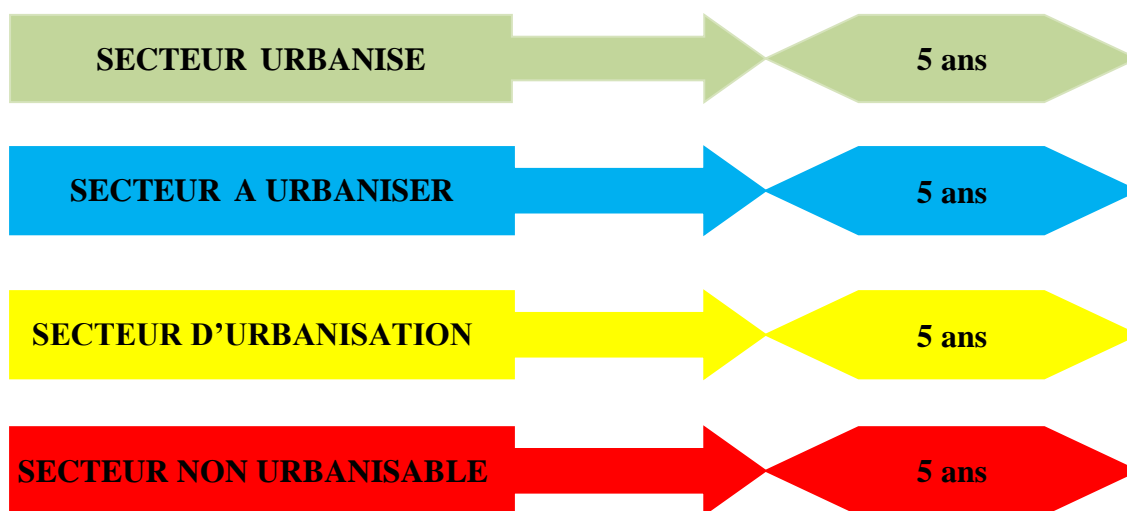 SECTEUR URBANISE
5 ans
SECTEUR A URBANISER
5 ans
SECTEUR D’URBANISATION
5 ans
SECTEUR NON URBANISABLE
5 ans